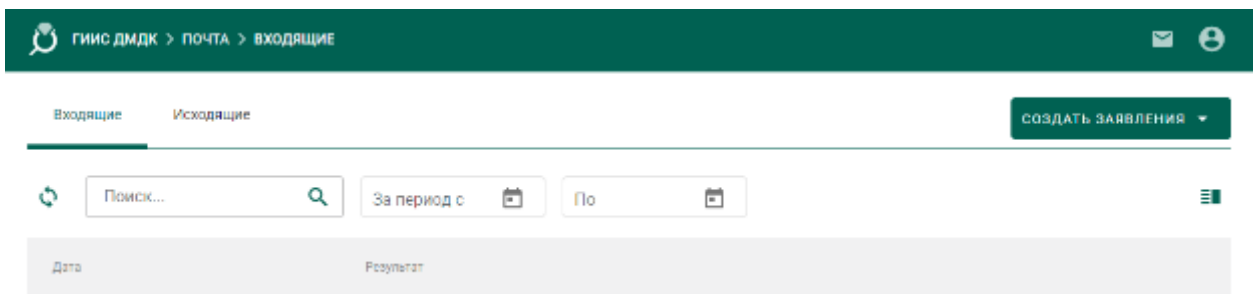 ГИИС ДМДК > ПОЧТА > ВХОДЯЩИЕ
Входящие Исходящие СОЗДАТЬ ЗАЯВЛЕНИЯ
Поиск... За период с По
Дата Результат